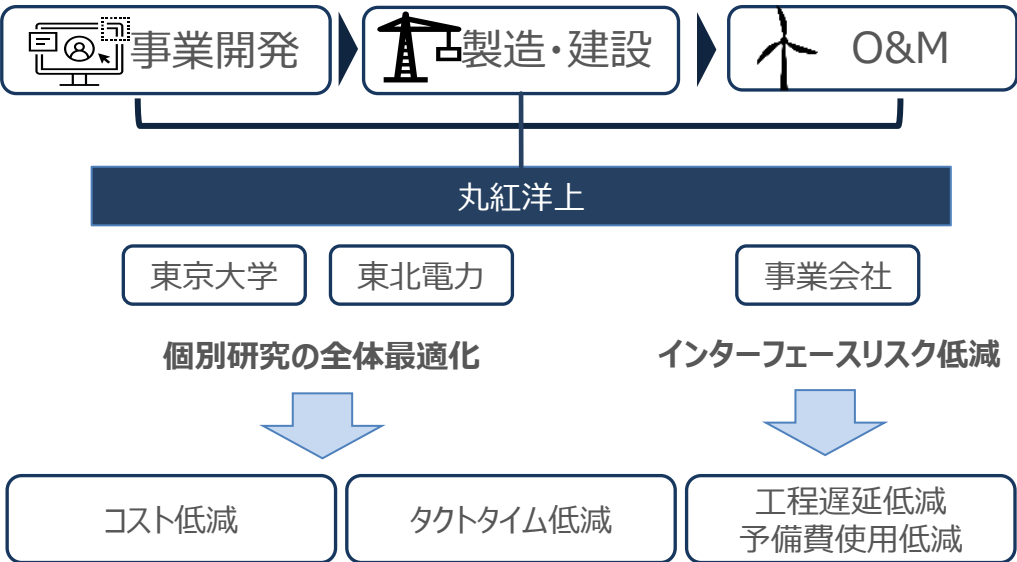 事業開発
製造・建設
O&M
丸紅洋上
東京大学
東北電力
事業会社
個別研究の全体最適化
インターフェースリスク低減
コスト低減
タクトタイム低減
工程遅延低減
予備費使用低減